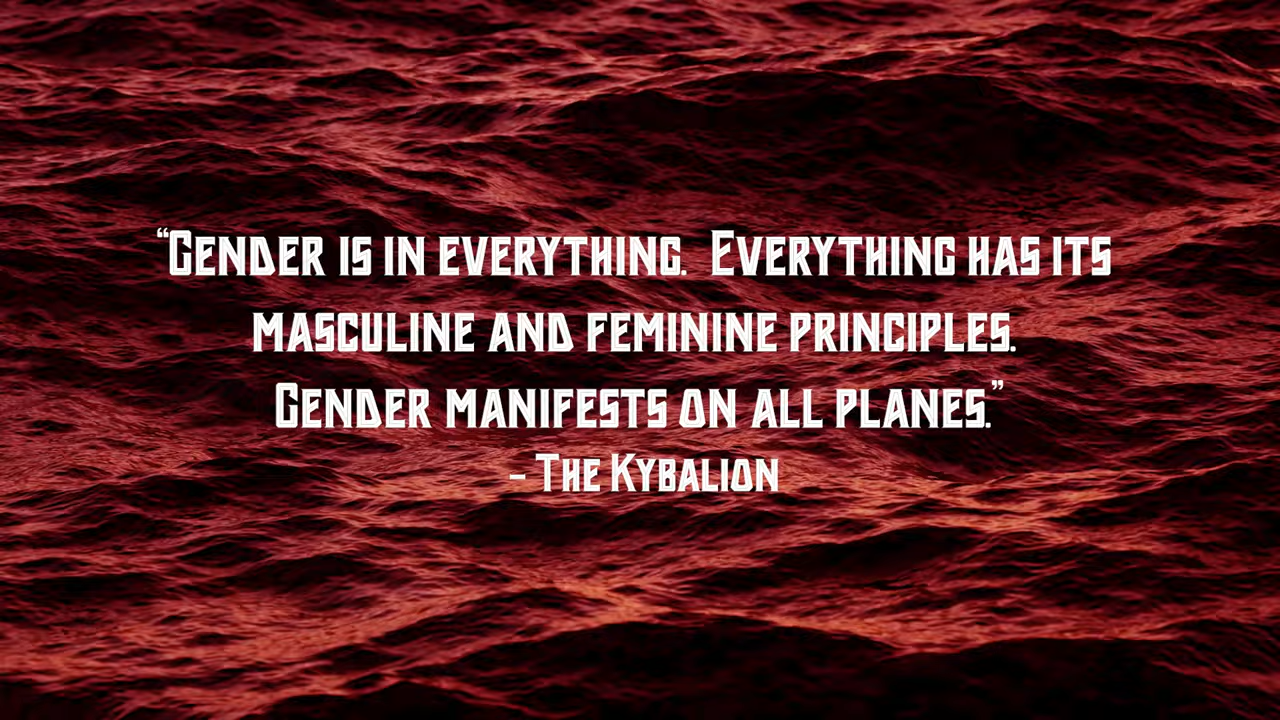 “Gender is in everything. Everything has its
masculine and feminine principles.
Gender manifests on all planes.”
- The Kybalion